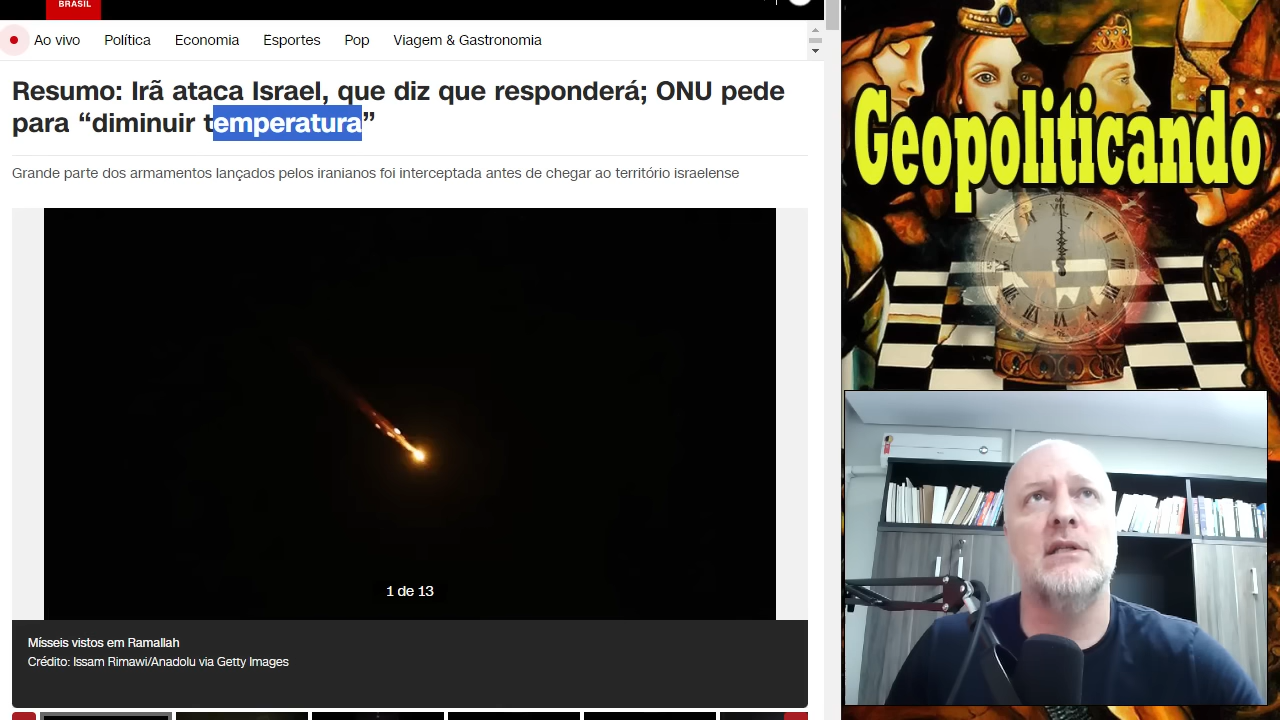 BRASIL
Ao vivo Política Economia Esportes Pop Viagem & Gastronomia
Resumo: Irã ataca Israel, que diz que responderá; ONU pede
para “diminuir temperatura”
Grande parte dos armamentos lançados pelos iranianos foi interceptada antes de chegar ao território israelense
1 de 13
Mísseis vistos em Ramallah
Crédito: Issam Rimawi/Anadolu via Getty Images
Geopoliticando